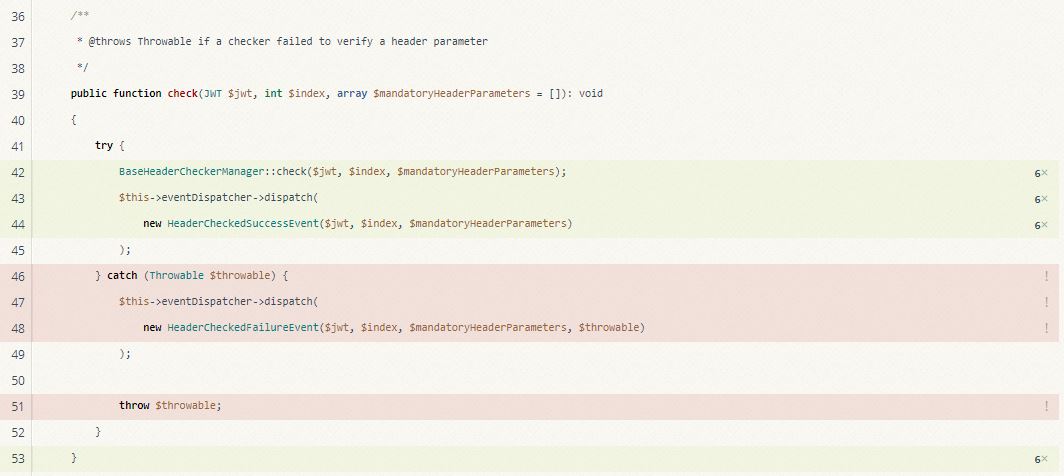 36 /**
37 * @throws Throwable if a checker failed to verify a header parameter
38 */
39 public function check(JWT $jwt, int $index, array $mandatoryHeaderParameters = []): void
40 {
41 try {
42 BaseHeaderCheckerManager::check($jwt, $index, $mandatoryHeaderParameters); 6×
43 $this->eventDispatcher->dispatch( 6×
44 new HeaderCheckedSuccessEvent($jwt, $index, $mandatoryHeaderParameters) 6×
45 );
46 } catch (Throwable $throwable) { !
47 $this->eventDispatcher->dispatch( !
48 new HeaderCheckedFailureEvent($jwt, $index, $mandatoryHeaderParameters, $throwable) !
49 );
50
51 throw $throwable; !
52 }
53 } 6×